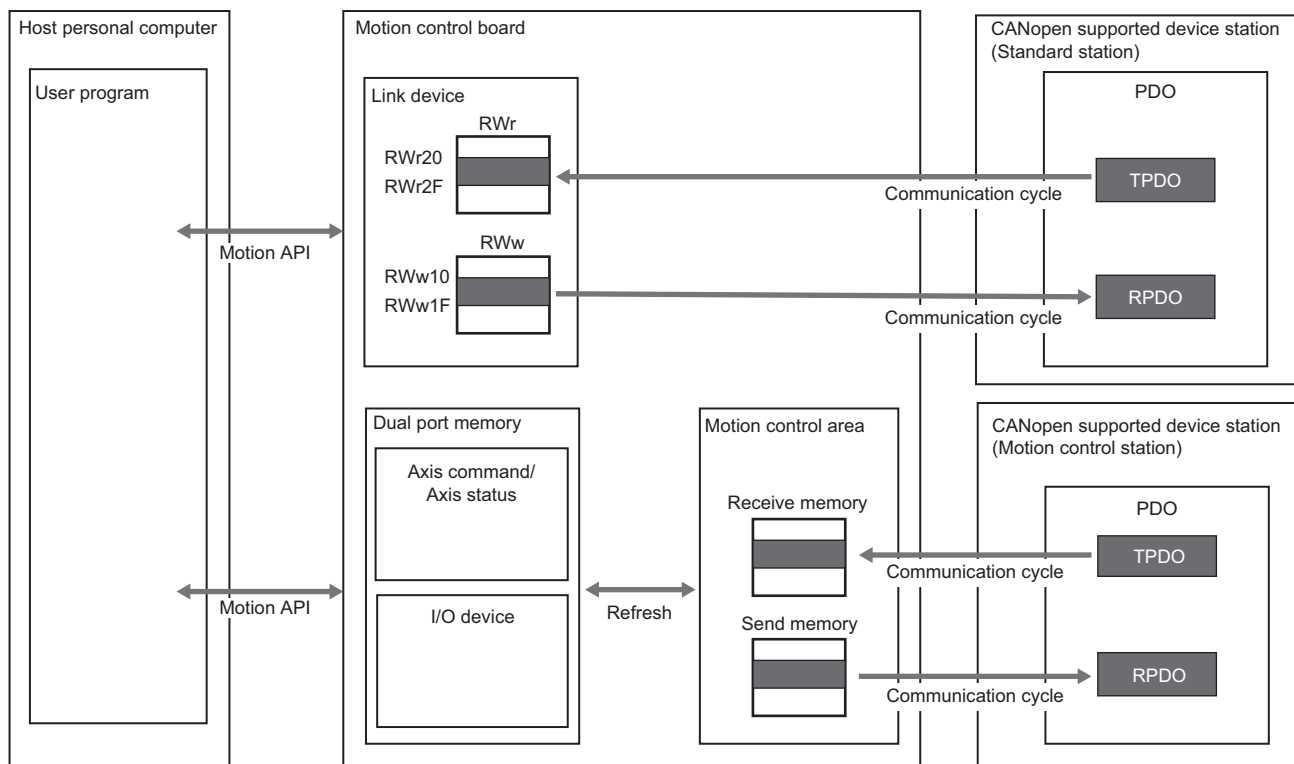 Host personal computer
User program
Motion API
Motion API
Motion control board
Link device
RWr
RWr20
RWr2F
RWw
RWw10
RWw1F
Communication cycle
Communication cycle
CANopen supported device station
(Standard station)
PDO
TPDO
RPDO
Dual port memory
Axis command/
Axis status
I/O device
Refresh
Motion control area
Receive memory
Send memory
Communication cycle
Communication cycle
CANopen supported device station
(Motion control station)
PDO
TPDO
RPDO